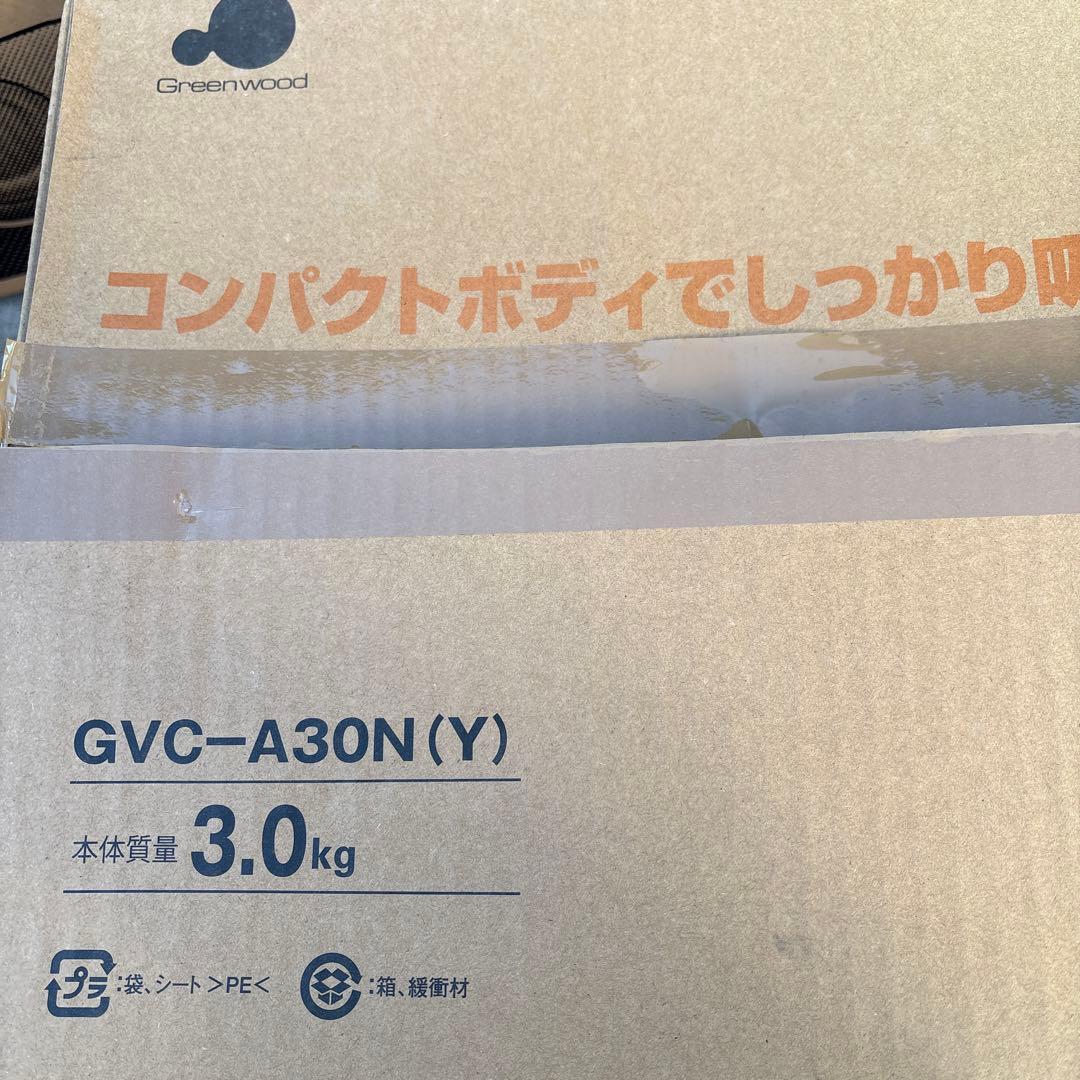 Greenwood
コンパクトボディでしっかり吸
GVC-A30N(Y)
本体質量 3.0kg
プラ :袋、シート >PE< :箱、緩衝材